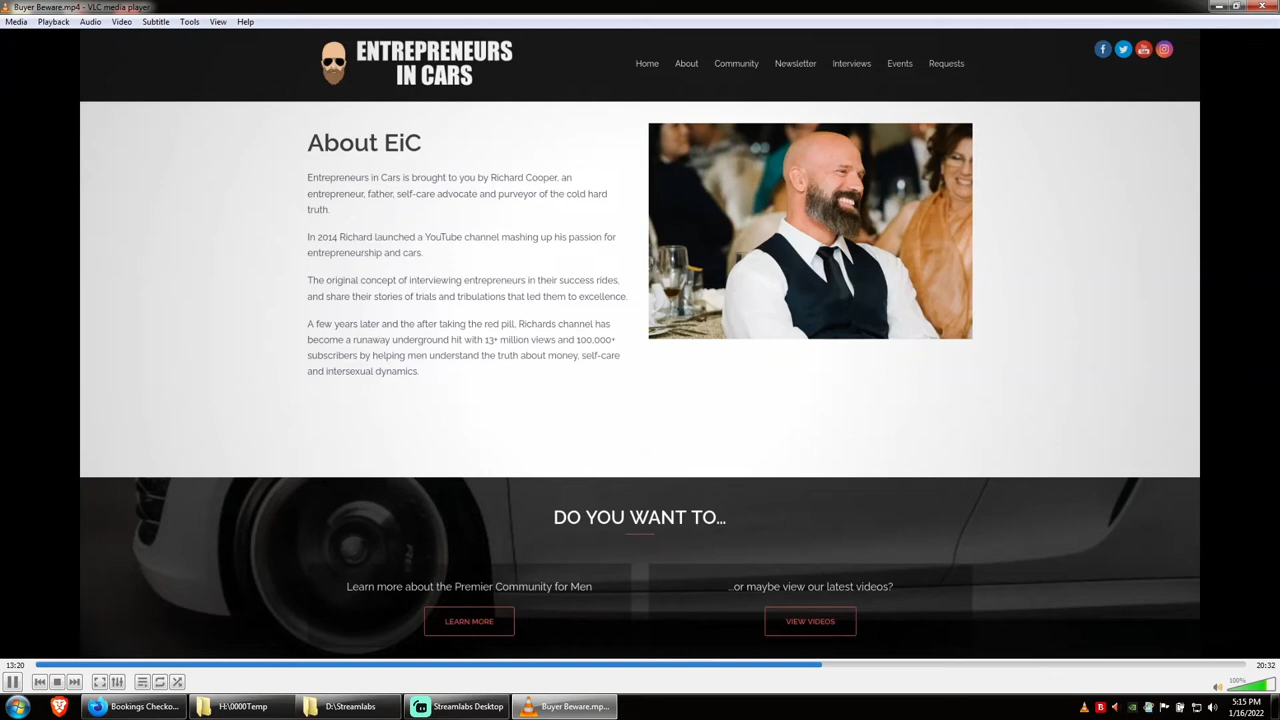 Buyer Beware.mp4 - VLC media player
Media Playback Audio Video Subtitle Tools View Help
ENTREPRENEURS
IN CARS
Home About Community Newsletter Interviews Events Requests
About EiC
Entrepreneurs in Cars is brought to you by Richard Cooper, an
entrepreneur, father, self-care advocate and purveyor of the cold hard
truth.
In 2014 Richard launched a YouTube channel mashing up his passion for
entrepreneurship and cars.
The original concept of interviewing entrepreneurs in their success rides,
and share their stories of trials and tribulations that led them to excellence.
A few years later and the after taking the red pill, Richards channel has
become a runaway underground hit with 13+ million views and 100,000+
subscribers by helping men understand the truth about money, self-care
and intersexual dynamics.
DO YOU WANT TO...
Learn more about the Premier Community for Men
LEARN MORE
...or maybe view our latest videos?
VIEW VIDEOS
13:20
20:32
100%
Bookings Checko...
H:\0000Temp
D:\Streamlabs
Streamlabs Desktop
Buyer Beware.mp...
5:15 PM
1/16/2022